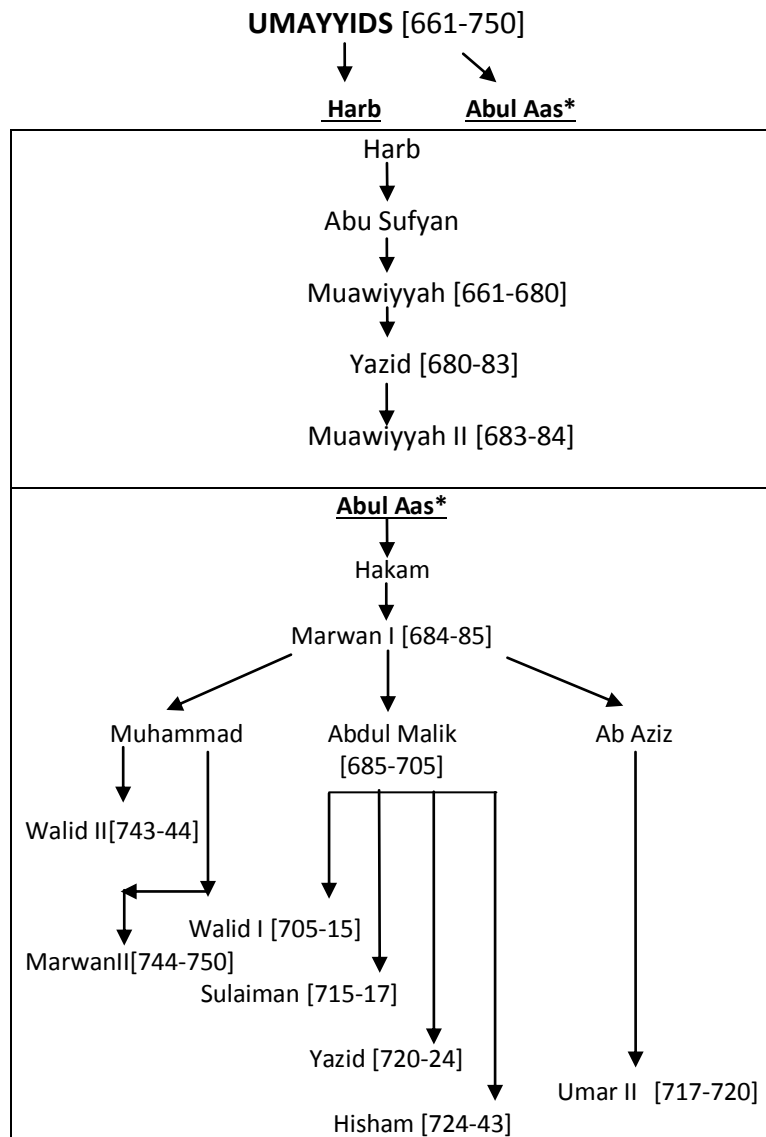 UMAYYIDS [661-750]
Harb Abul Aas*
Harb
Abu Sufyan
Muawiyyah [661-680]
Yazid [680-83]
Muawiyyah II [683-84]
Abul Aas*
Hakam
Marwan I [684-85]
Muhammad Abdul Malik Ab Aziz
[685-705]
Walid II[743-44]
Walid I [705-15]
MarwanII[744-750]
Sulaiman [715-17]
Yazid [720-24]
Umar II [717-720]
Hisham [724-43]